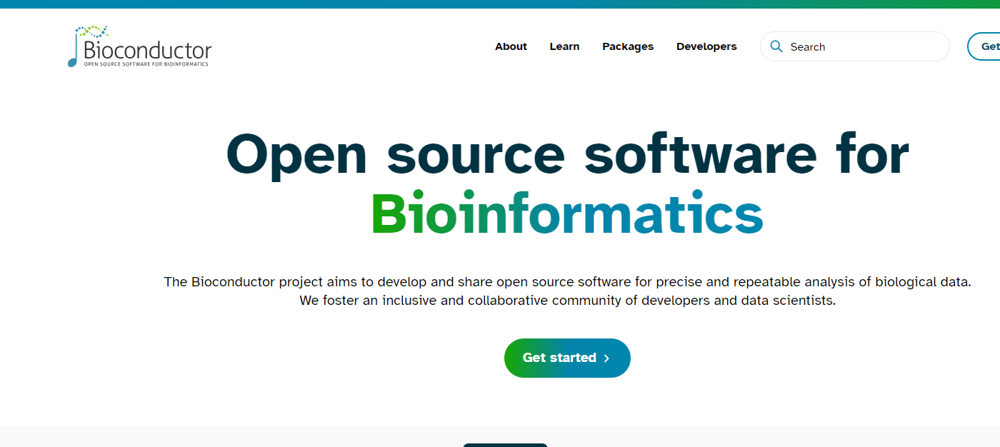 Bioconductor
OPEN SOURCE SOFTWARE FOR BIOINFORMATICS
About Learn Packages Developers Search Get
Open source software for
Bioinformatics
The Bioconductor project aims to develop and share open source software for precise and repeatable analysis of biological data.
We foster an inclusive and collaborative community of developers and data scientists.
Get started